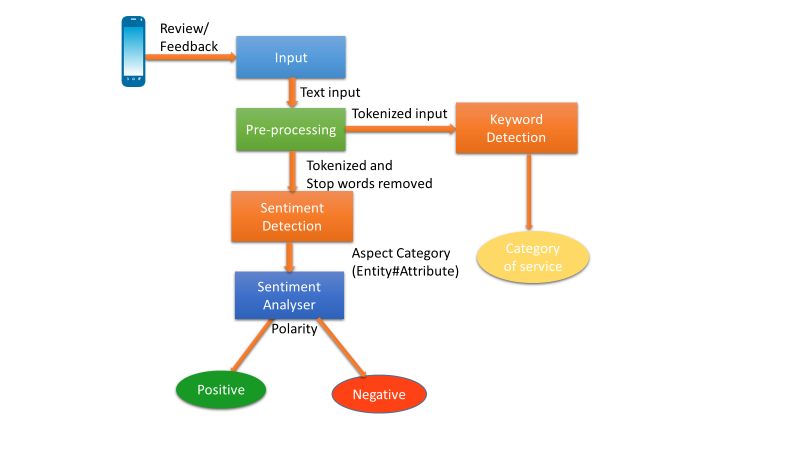 Review/
Feedback
Input
Text input
Pre-processing
Tokenized input
Keyword
Detection
Tokenized and
Stop words removed
Sentiment
Detection
Category
of service
Aspect Category
(Entity#Attribute)
Sentiment
Analyser
Polarity
Positive
Negative